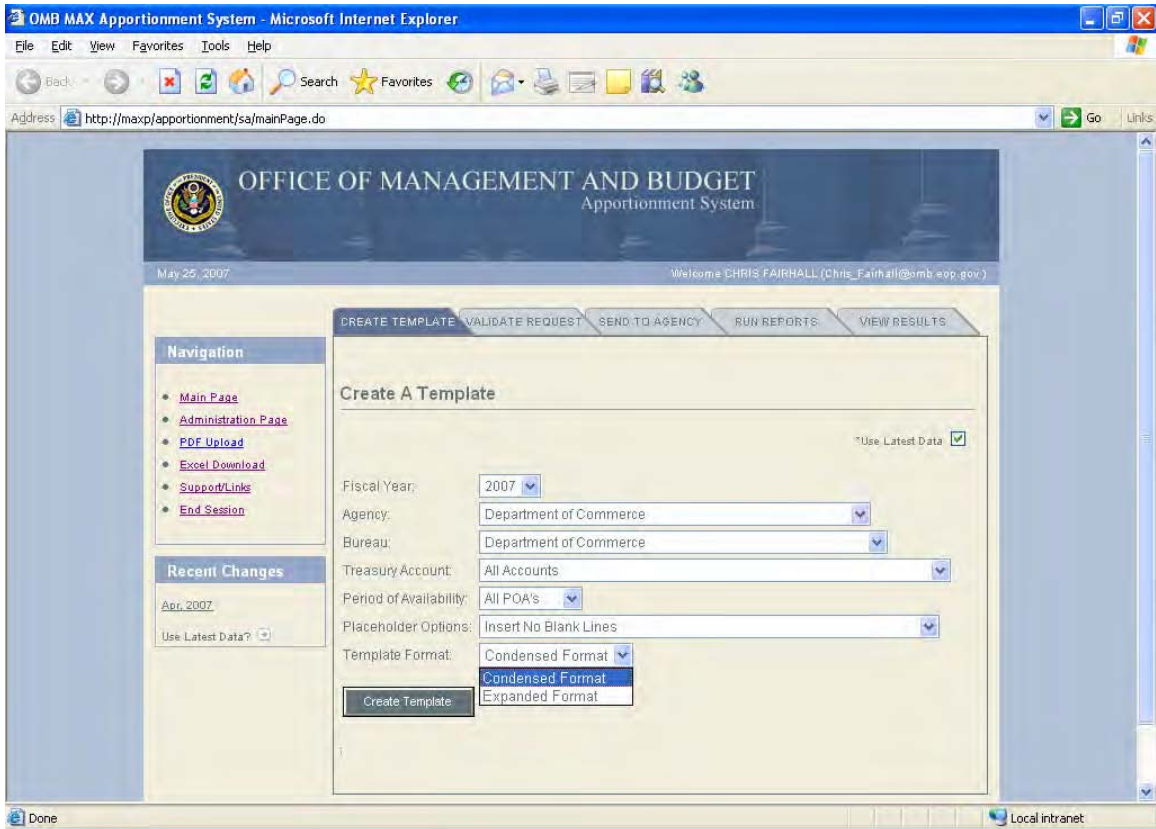 OMB MAX Apportionment System - Microsoft Internet Explorer
File Edit View Favorites Tools Help
Back Search Favorites
Address http://maxp/apportionment/sa/mainPage.do Go Links
OFFICE OF MANAGEMENT AND BUDGET
Apportionment System
May 25, 2007 Welcome CHRIS FAIRHALL (Chris_Fairhall@omb.eop.gov)
CREATE TEMPLATE VALIDATE REQUEST SEND TO AGENCY RUN REPORTS VIEW RESULTS
Navigation
Main Page
Administration Page
PDF Upload
Excel Download
Support/Links
End Session
Recent Changes
Apr, 2007
Use Latest Data?
Create A Template
*Use Latest Data
Fiscal Year: 2007
Agency: Department of Commerce
Bureau: Department of Commerce
Treasury Account: All Accounts
Period of Availability: All POA's
Placeholder Options: Insert No Blank Lines
Template Format: Condensed Format
Condensed Format
Expanded Format
Create Template
Done Local intranet